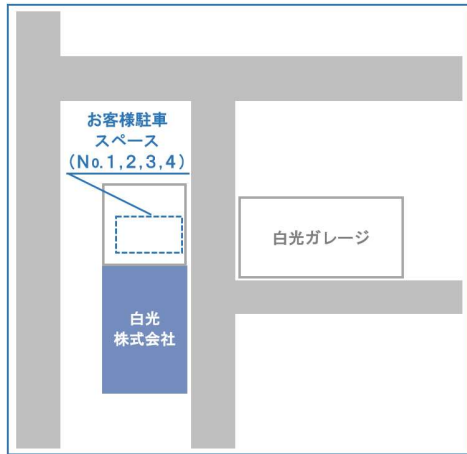 お客様駐車
スペース
(No.1,2,3,4)
白光ガレージ
白光
株式会社